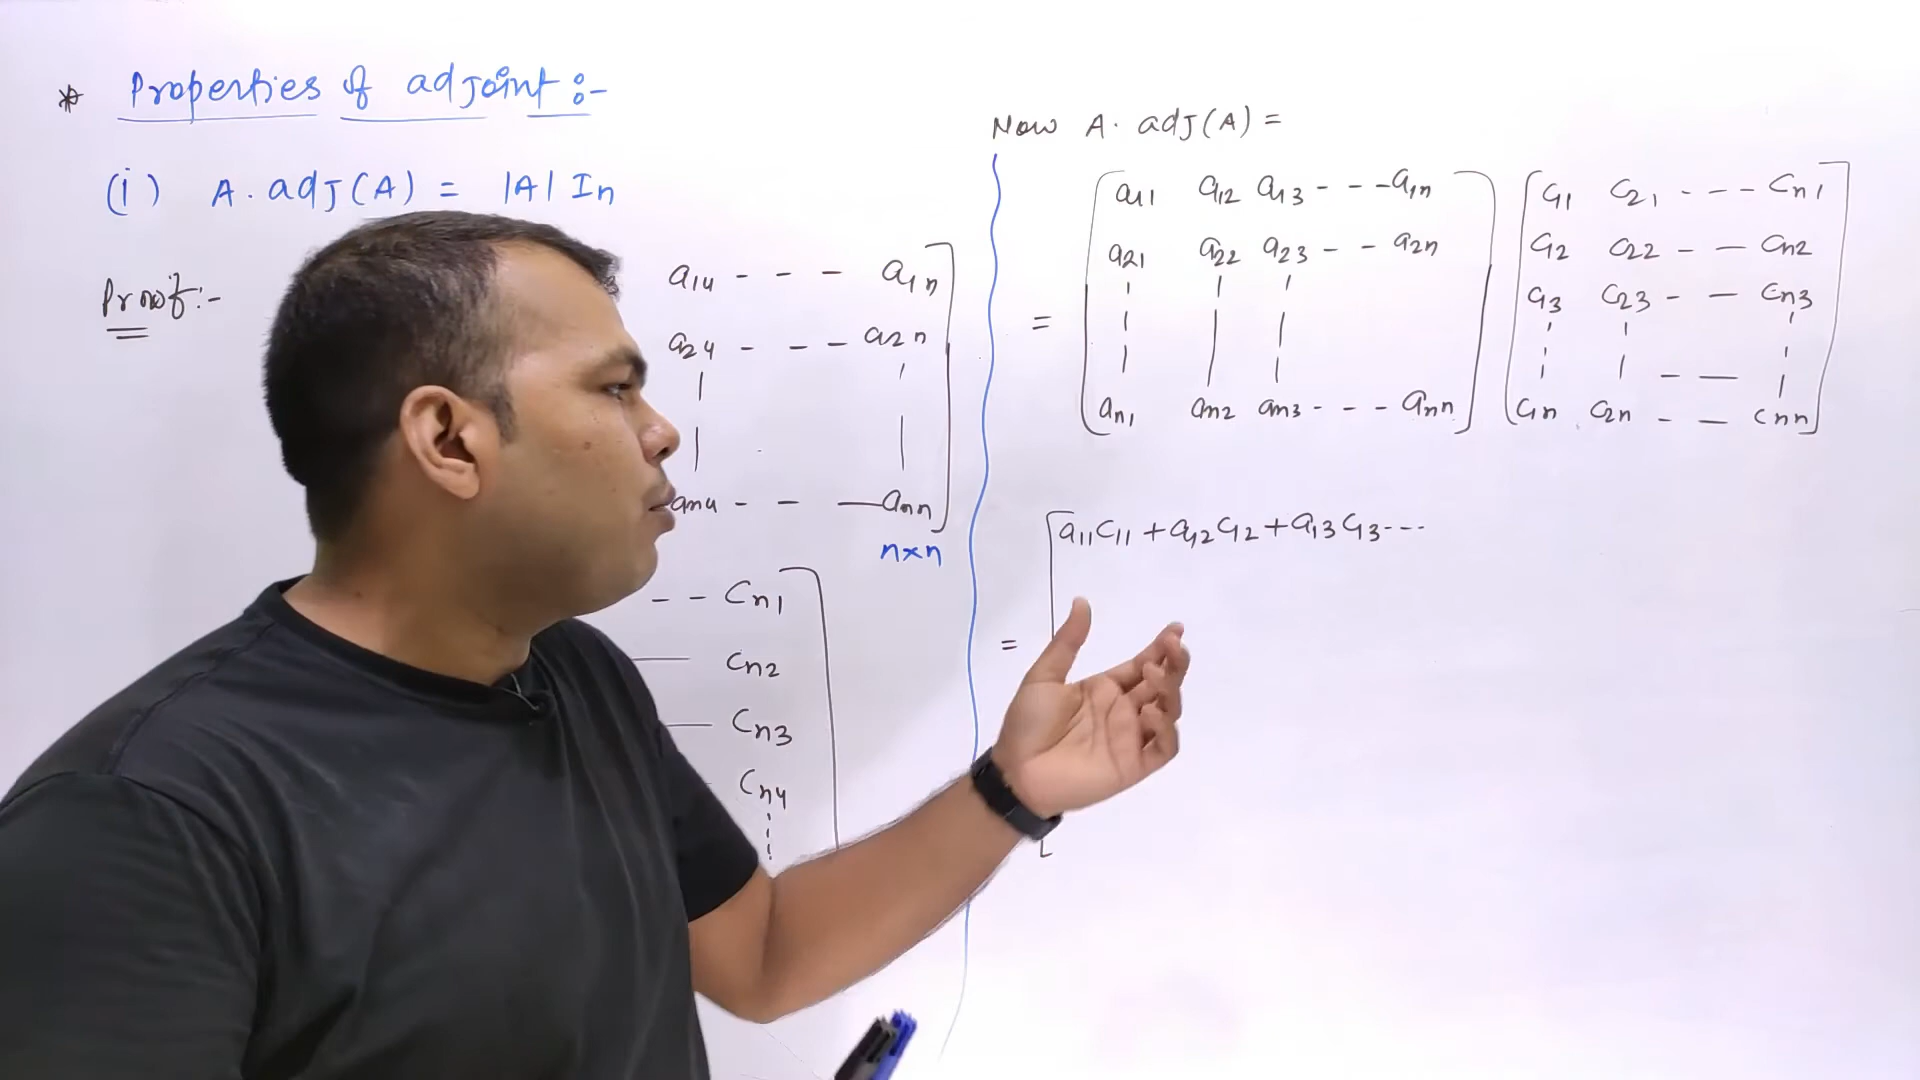 * Properties of adjoint :-
(i) A. adj(A) = |A| In
Proof:-
a14 - - - a1n
a24 - - - a2n
an4 - - — ann
n×n
- - Cn1
— Cn2
— Cn3
Cn4
Now A. adj(A) =
= [ a11 a12 a13 - - - a1n ] [ C11 C21 - - - Cn1 ]
a21 a22 a23 - - a2n C12 C22 - — Cn2
C13 C23 - — Cn3
an1 an2 an3 - - - ann C1n C2n - — Cnn
= [ a11C11 + a12C12 + a13C13 ---